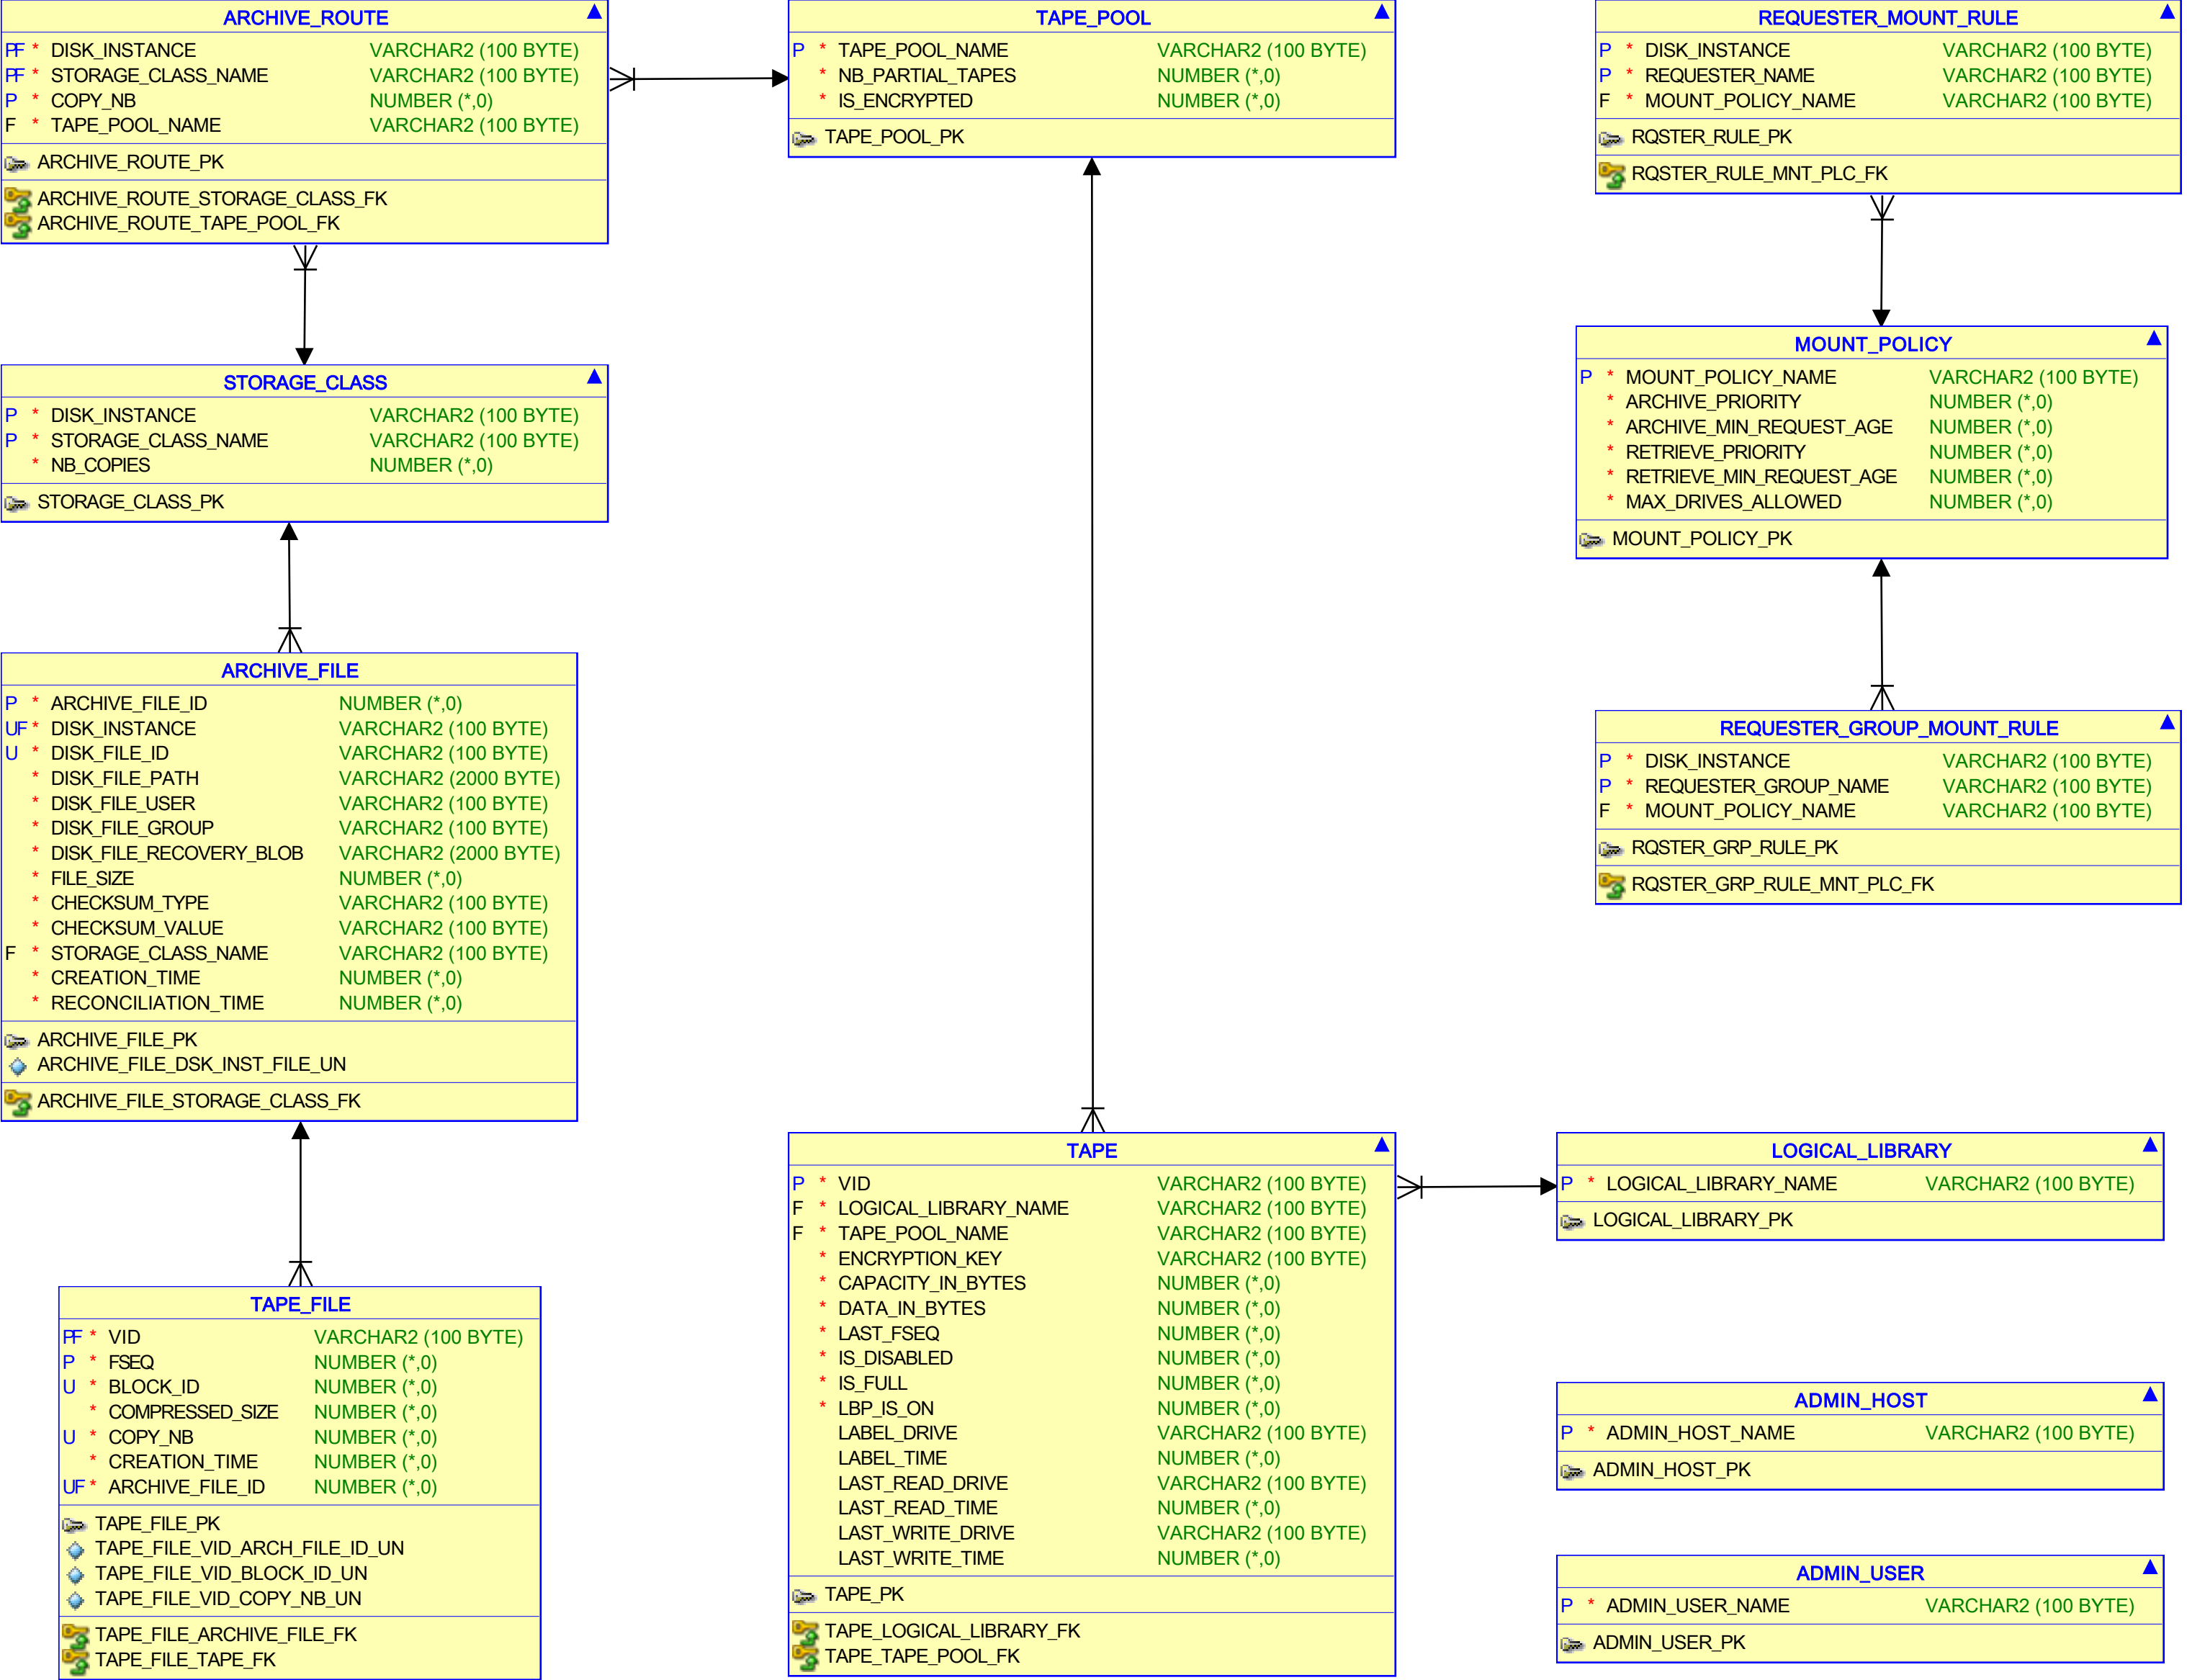 ARCHIVE_ROUTE
PF * DISK_INSTANCE VARCHAR2 (100 BYTE)
PF * STORAGE_CLASS_NAME VARCHAR2 (100 BYTE)
P * COPY_NB NUMBER (*,0)
F * TAPE_POOL_NAME VARCHAR2 (100 BYTE)
ARCHIVE_ROUTE_PK
ARCHIVE_ROUTE_STORAGE_CLASS_FK
ARCHIVE_ROUTE_TAPE_POOL_FK
TAPE_POOL
P * TAPE_POOL_NAME VARCHAR2 (100 BYTE)
* NB_PARTIAL_TAPES NUMBER (*,0)
* IS_ENCRYPTED NUMBER (*,0)
TAPE_POOL_PK
REQUESTER_MOUNT_RULE
P * DISK_INSTANCE VARCHAR2 (100 BYTE)
P * REQUESTER_NAME VARCHAR2 (100 BYTE)
F * MOUNT_POLICY_NAME VARCHAR2 (100 BYTE)
RQSTER_RULE_PK
RQSTER_RULE_MNT_PLC_FK
STORAGE_CLASS
P * DISK_INSTANCE VARCHAR2 (100 BYTE)
P * STORAGE_CLASS_NAME VARCHAR2 (100 BYTE)
* NB_COPIES NUMBER (*,0)
STORAGE_CLASS_PK
MOUNT_POLICY
P * MOUNT_POLICY_NAME VARCHAR2 (100 BYTE)
* ARCHIVE_PRIORITY NUMBER (*,0)
* ARCHIVE_MIN_REQUEST_AGE NUMBER (*,0)
* RETRIEVE_PRIORITY NUMBER (*,0)
* RETRIEVE_MIN_REQUEST_AGE NUMBER (*,0)
* MAX_DRIVES_ALLOWED NUMBER (*,0)
MOUNT_POLICY_PK
ARCHIVE_FILE
P * ARCHIVE_FILE_ID NUMBER (*,0)
UF * DISK_INSTANCE VARCHAR2 (100 BYTE)
U * DISK_FILE_ID VARCHAR2 (100 BYTE)
* DISK_FILE_PATH VARCHAR2 (2000 BYTE)
* DISK_FILE_USER VARCHAR2 (100 BYTE)
* DISK_FILE_GROUP VARCHAR2 (100 BYTE)
* DISK_FILE_RECOVERY_BLOB VARCHAR2 (2000 BYTE)
* FILE_SIZE NUMBER (*,0)
* CHECKSUM_TYPE VARCHAR2 (100 BYTE)
* CHECKSUM_VALUE VARCHAR2 (100 BYTE)
F * STORAGE_CLASS_NAME VARCHAR2 (100 BYTE)
* CREATION_TIME NUMBER (*,0)
* RECONCILIATION_TIME NUMBER (*,0)
ARCHIVE_FILE_PK
ARCHIVE_FILE_DSK_INST_FILE_UN
ARCHIVE_FILE_STORAGE_CLASS_FK
REQUESTER_GROUP_MOUNT_RULE
P * DISK_INSTANCE VARCHAR2 (100 BYTE)
P * REQUESTER_GROUP_NAME VARCHAR2 (100 BYTE)
F * MOUNT_POLICY_NAME VARCHAR2 (100 BYTE)
RQSTER_GRP_RULE_PK
RQSTER_GRP_RULE_MNT_PLC_FK
TAPE_FILE
PF * VID VARCHAR2 (100 BYTE)
P * FSEQ NUMBER (*,0)
U * BLOCK_ID NUMBER (*,0)
* COMPRESSED_SIZE NUMBER (*,0)
U * COPY_NB NUMBER (*,0)
* CREATION_TIME NUMBER (*,0)
UF * ARCHIVE_FILE_ID NUMBER (*,0)
TAPE_FILE_PK
TAPE_FILE_VID_ARCH_FILE_ID_UN
TAPE_FILE_VID_BLOCK_ID_UN
TAPE_FILE_VID_COPY_NB_UN
TAPE_FILE_ARCHIVE_FILE_FK
TAPE_FILE_TAPE_FK
TAPE
P * VID VARCHAR2 (100 BYTE)
F * LOGICAL_LIBRARY_NAME VARCHAR2 (100 BYTE)
F * TAPE_POOL_NAME VARCHAR2 (100 BYTE)
* ENCRYPTION_KEY VARCHAR2 (100 BYTE)
* CAPACITY_IN_BYTES NUMBER (*,0)
* DATA_IN_BYTES NUMBER (*,0)
* LAST_FSEQ NUMBER (*,0)
* IS_DISABLED NUMBER (*,0)
* IS_FULL NUMBER (*,0)
* LBP_IS_ON NUMBER (*,0)
LABEL_DRIVE VARCHAR2 (100 BYTE)
LABEL_TIME NUMBER (*,0)
LAST_READ_DRIVE VARCHAR2 (100 BYTE)
LAST_READ_TIME NUMBER (*,0)
LAST_WRITE_DRIVE VARCHAR2 (100 BYTE)
LAST_WRITE_TIME NUMBER (*,0)
TAPE_PK
TAPE_LOGICAL_LIBRARY_FK
TAPE_TAPE_POOL_FK
LOGICAL_LIBRARY
P * LOGICAL_LIBRARY_NAME VARCHAR2 (100 BYTE)
LOGICAL_LIBRARY_PK
ADMIN_HOST
P * ADMIN_HOST_NAME VARCHAR2 (100 BYTE)
ADMIN_HOST_PK
ADMIN_USER
P * ADMIN_USER_NAME VARCHAR2 (100 BYTE)
ADMIN_USER_PK